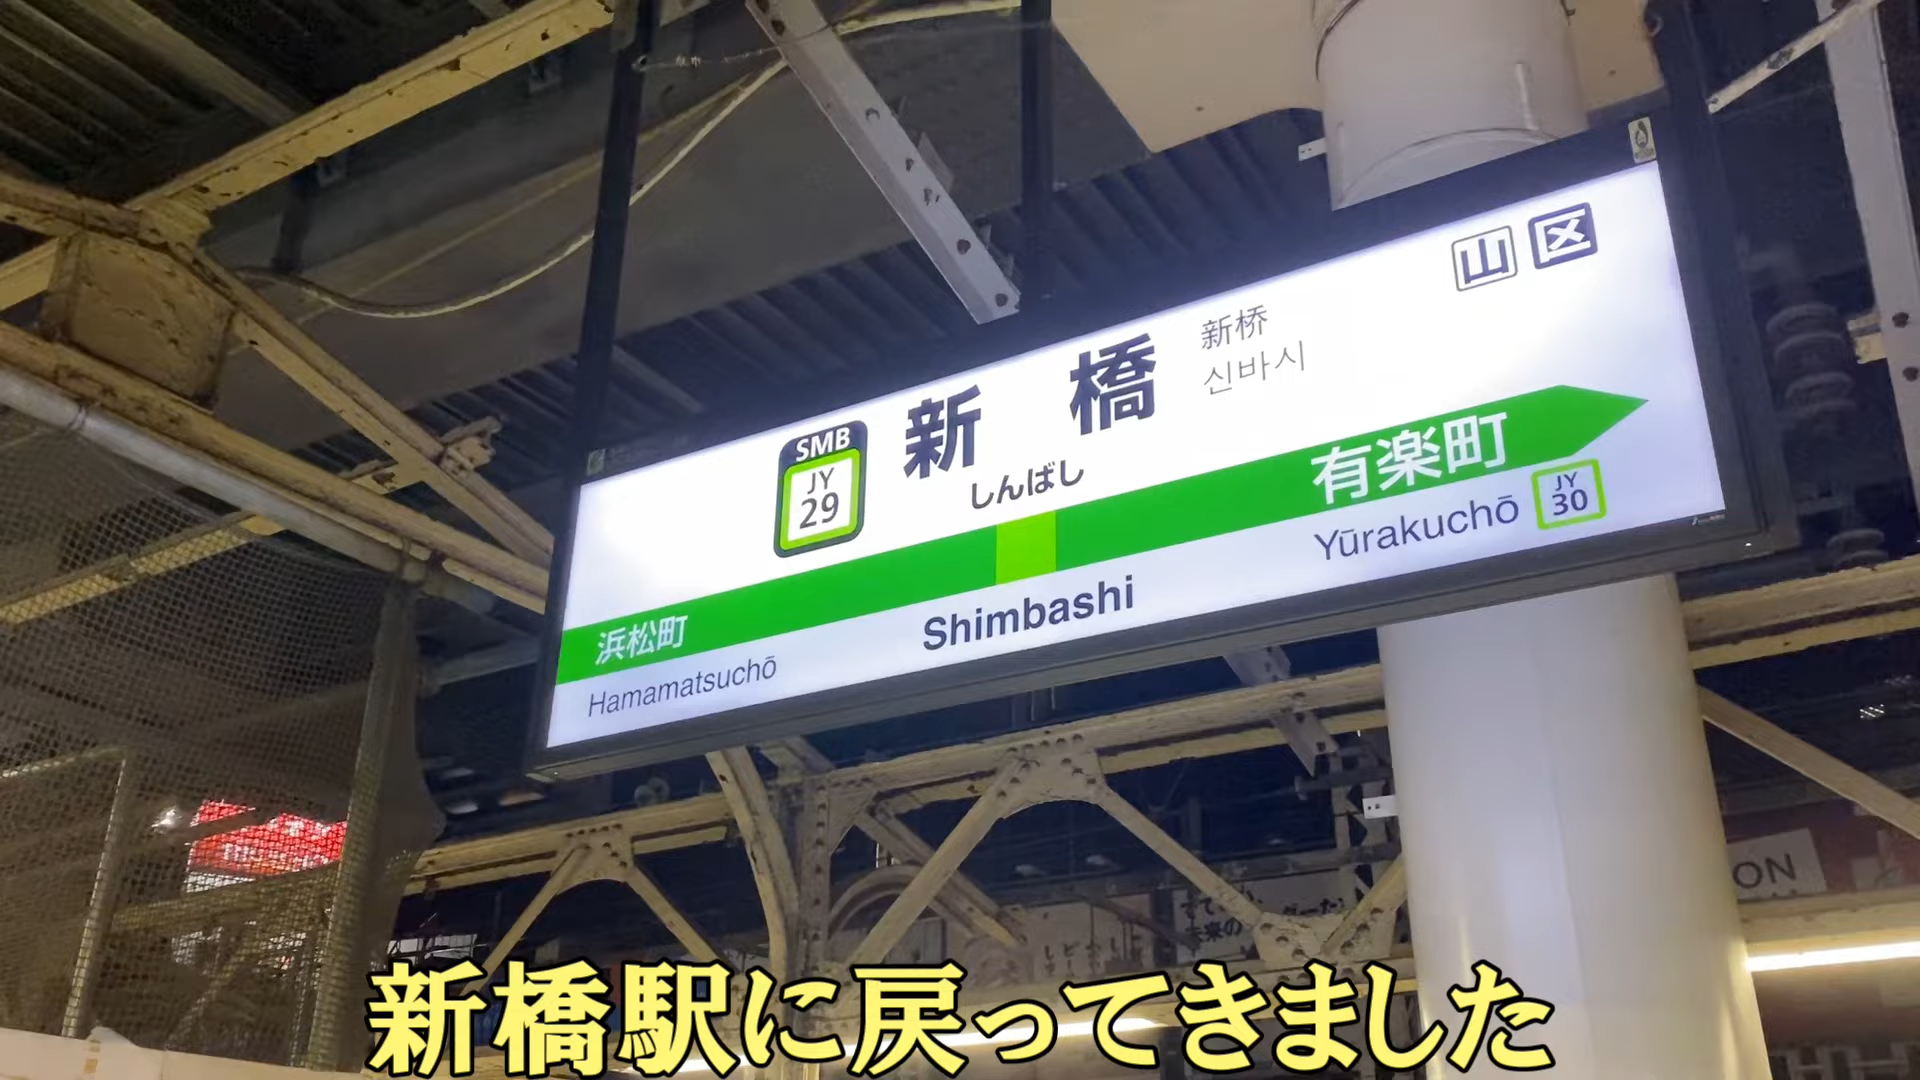 山 区
SMB
JY
29
新橋
新桥
신바시
しんばし
有楽町
Yūrakuchō
JY
30
浜松町
Hamamatsuchō
Shimbashi
ON
新橋駅に戻ってきました